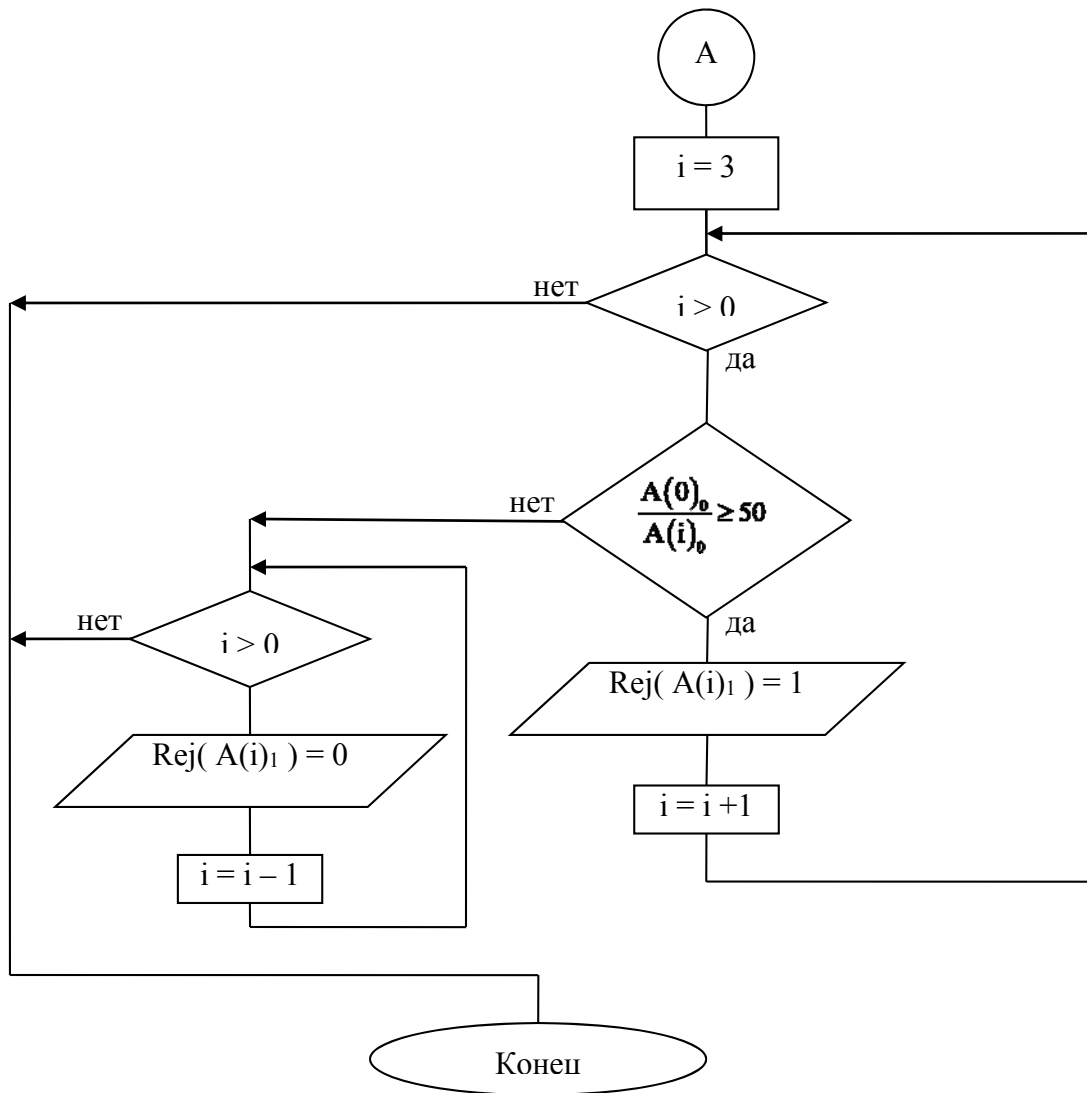 A
i = 3
нет
i > 0
да
нет
A(0)₀
A(i)₀
≥ 50
нет
i > 0
да
Rej( A(i)₁ ) = 1
Rej( A(i)₁ ) = 0
i = i +1
i = i – 1
Конец